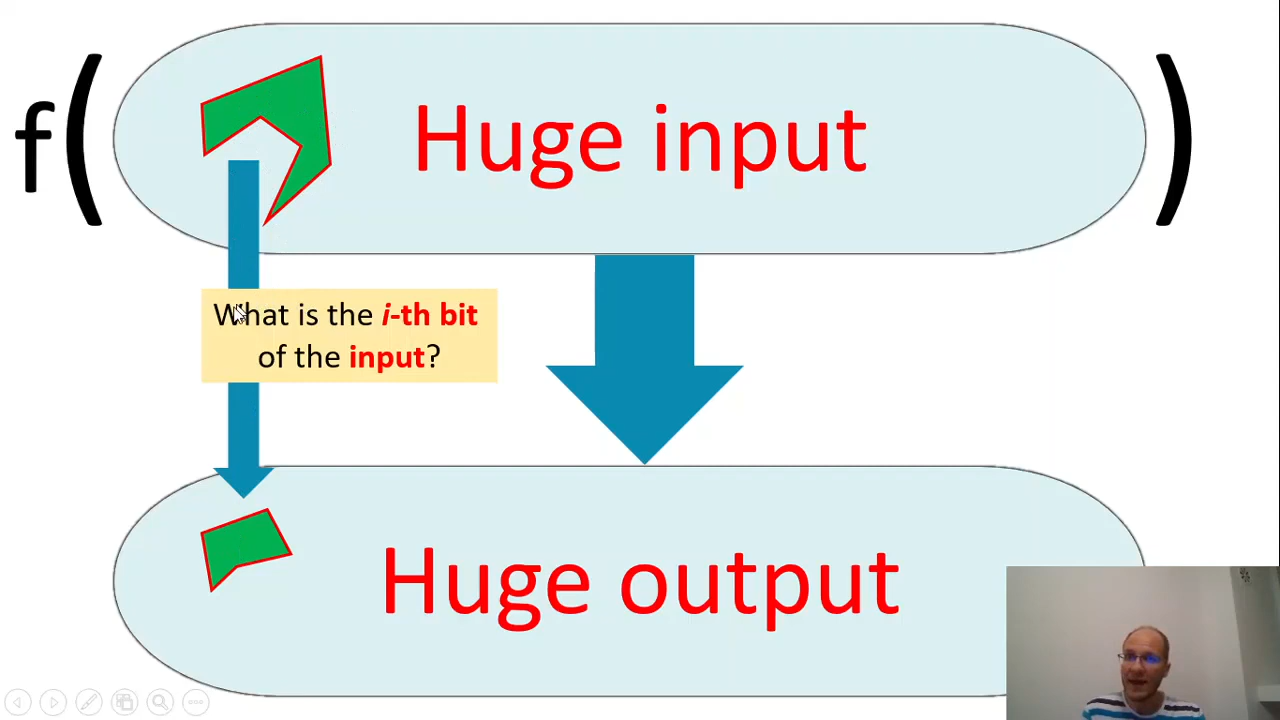 f( Huge input )
What is the i-th bit
of the input?
Huge output